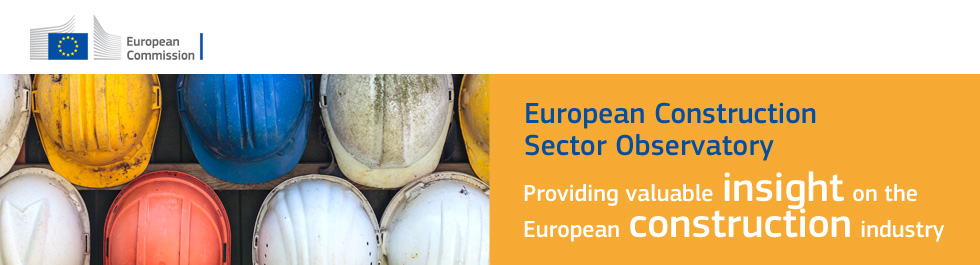 European
Commission
European Construction
Sector Observatory
Providing valuable insight on the
European construction industry